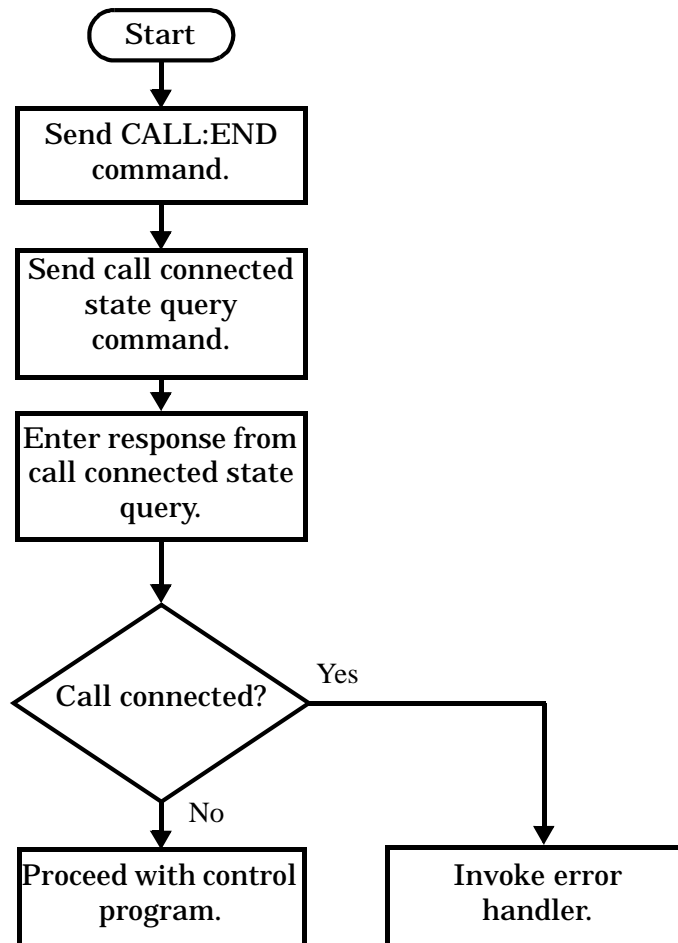 Start
Send CALL:END
command.
Send call connected
state query
command.
Enter response from
call connected state
query.
Call connected?
Yes
No
Proceed with control
program.
Invoke error
handler.